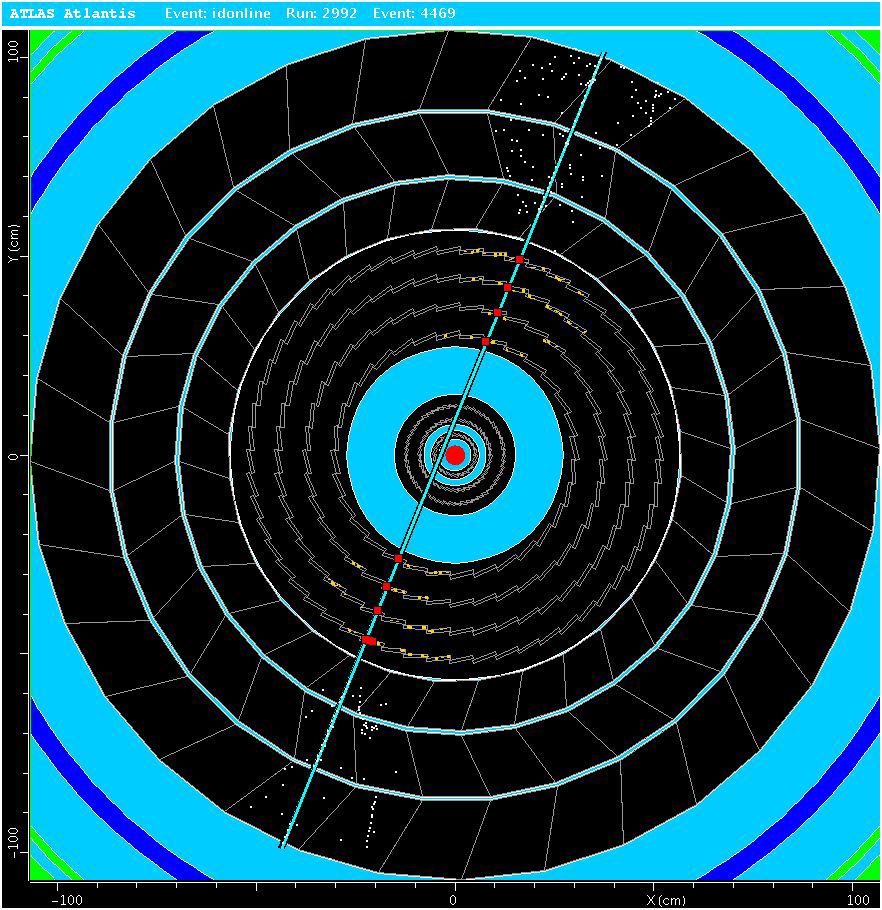 ATLAS Atlantis Event: idonline Run: 2992 Event: 4469
100
Y (cm)
0
-100
-100 0 X (cm) 100